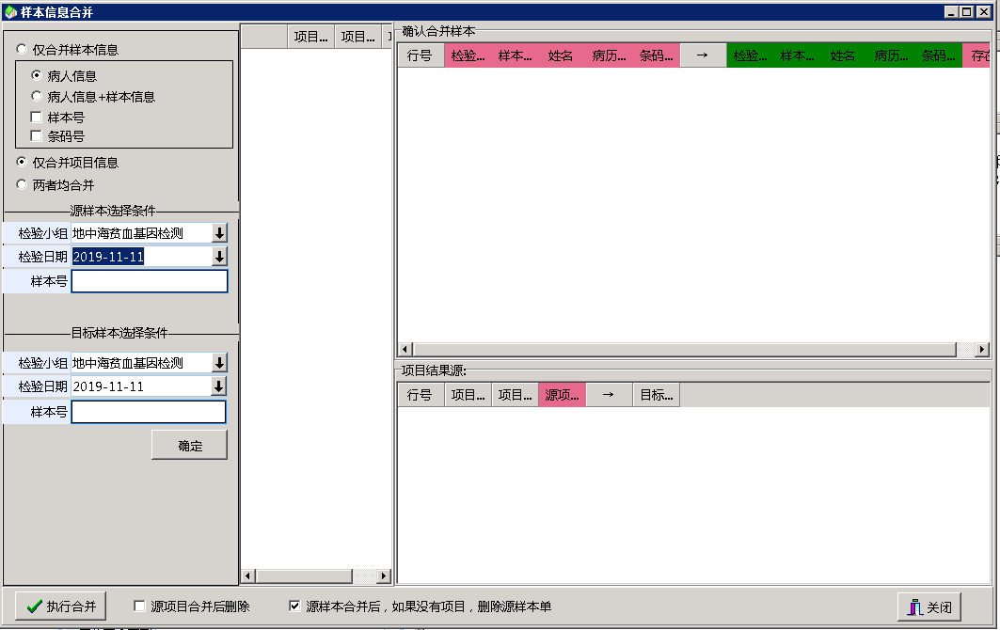 样本信息合并
仅合并样本信息
病人信息
病人信息+样本信息
样本号
条码号
仅合并项目信息
两者均合并
源样本选择条件
检验小组 地中海贫血基因检测
检验日期 2019-11-11
样本号
目标样本选择条件
检验小组 地中海贫血基因检测
检验日期 2019-11-11
样本号
确定
项目... 项目...
确认合并样本
行号 检验... 样本... 姓名 病历... 条码... → 检验... 样本... 姓名 病历... 条码... 存在
项目结果源:
行号 项目... 项目... 源项... → 目标...
执行合并 源项目合并后删除 源样本合并后，如果没有项目，删除源样本单 关闭